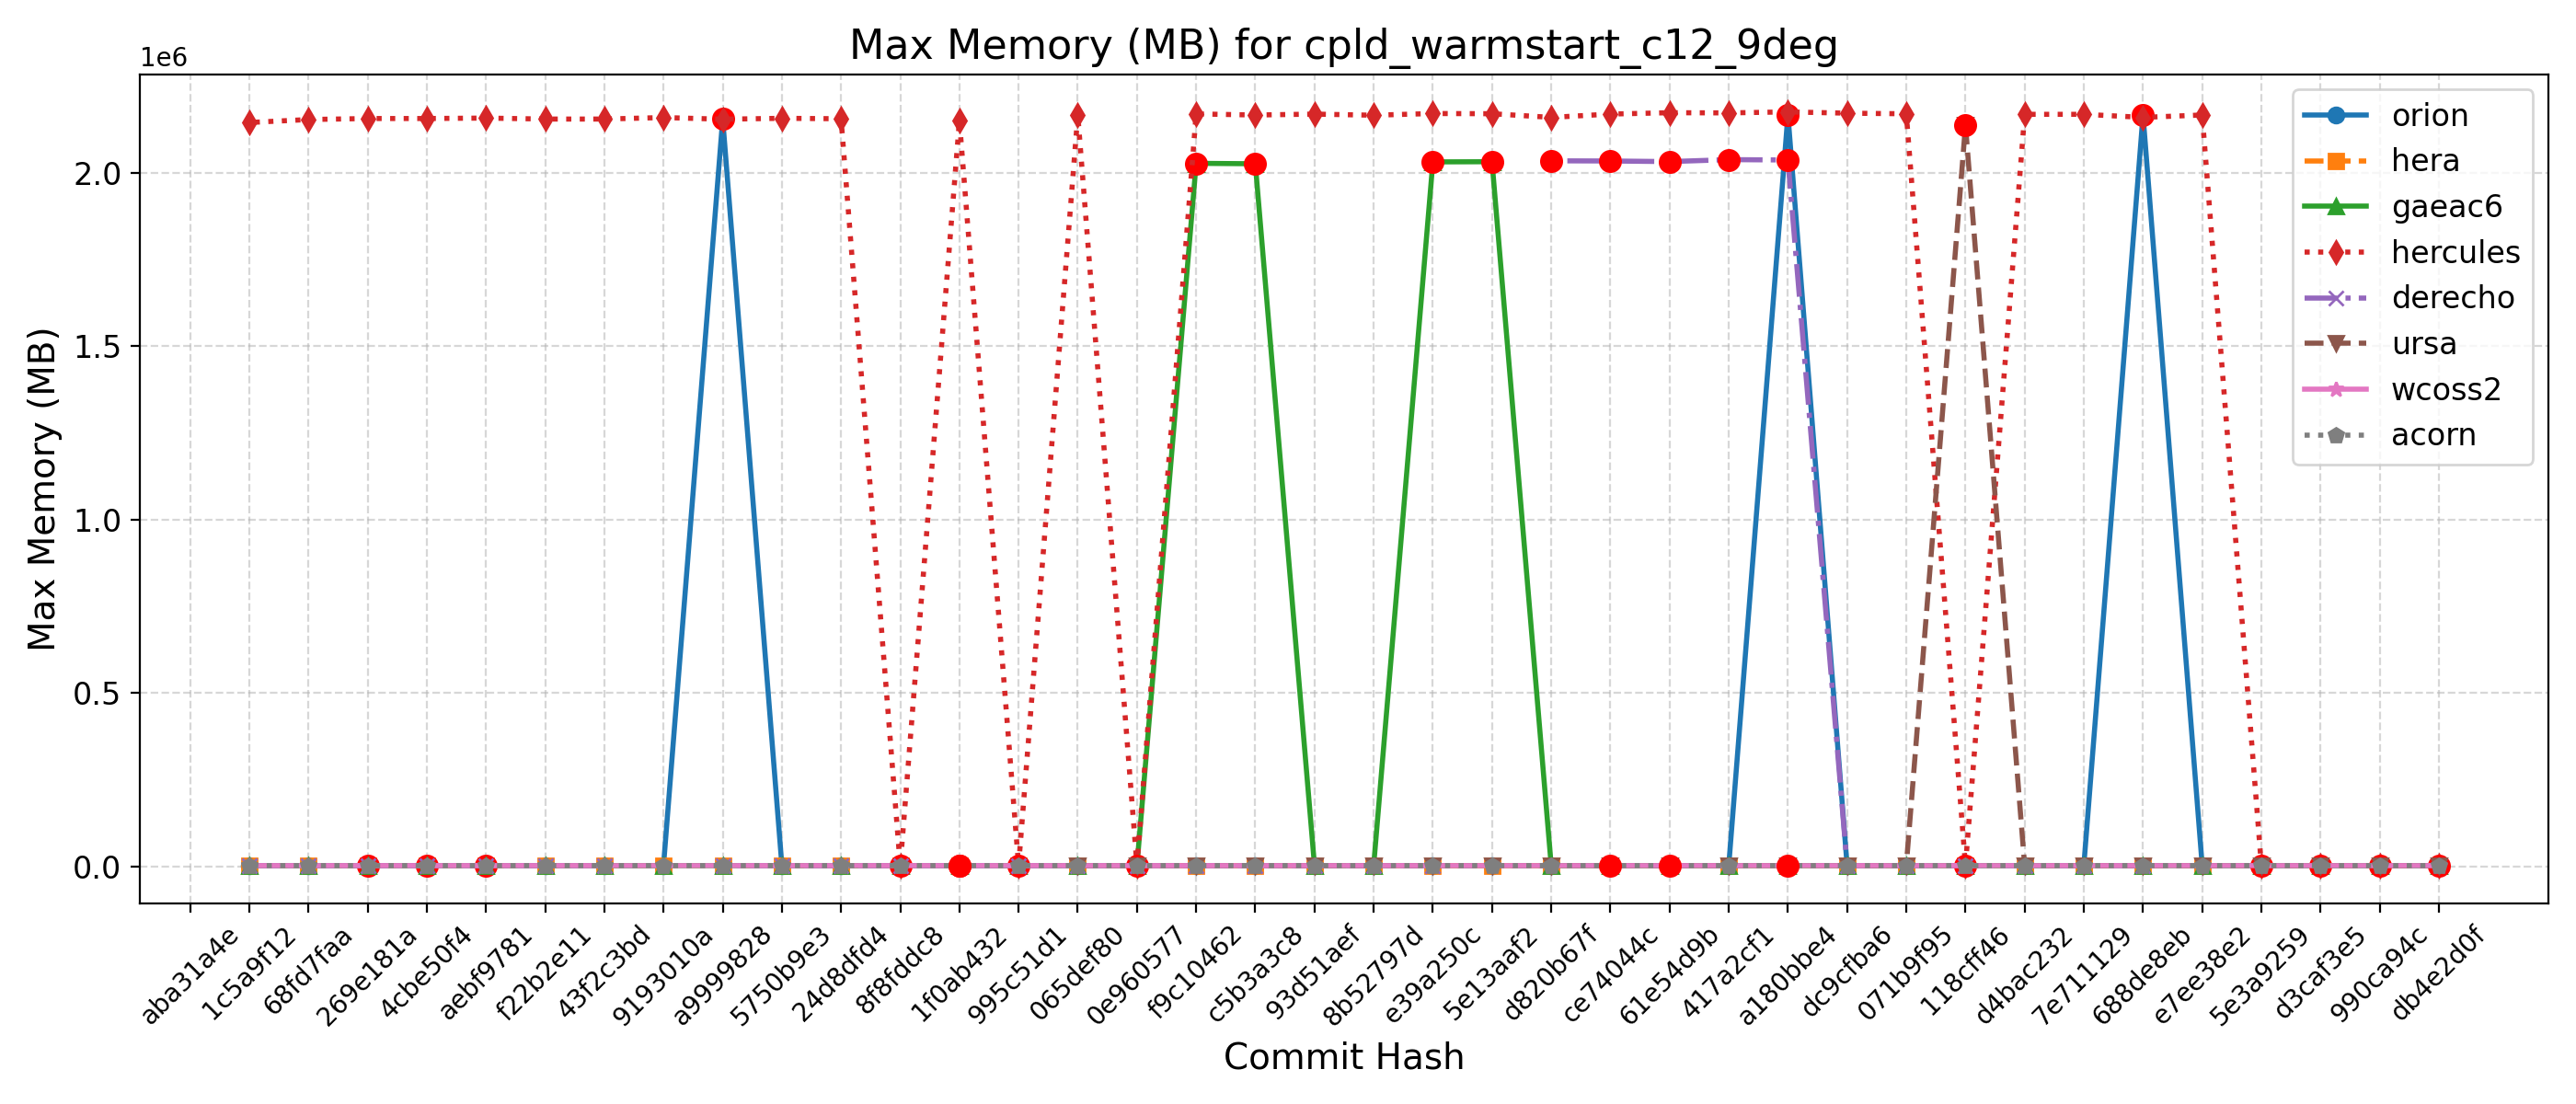 Max Memory (MB) for cpld_warmstart_c12_9deg
1e6
2.0
1.5
1.0
0.5
0.0
Max Memory (MB)
orion
hera
gaeac6
hercules
derecho
ursa
wcoss2
acorn
aba31a4e
1c5a9f12
68fd7faa
269e181a
4cbe50f4
aebf9781
f22b2e11
43f2c3bd
9193010a
a9999828
5750b9e3
24d8dfd4
8f8fddc8
1f0ab432
995c51d1
065def80
0e960577
f9c10462
c5b3a3c8
93d51aef
8b52797d
e39a250c
5e13aaf2
d820b67f
ce74044c
61e54d9b
417a2cf1
a180bbe4
dc9cfba6
071b9f95
118cff46
d4bac232
7e711129
688de8eb
e7ee38e2
5e3a9259
d3caf3e5
990ca94c
db4e2d0f
Commit Hash